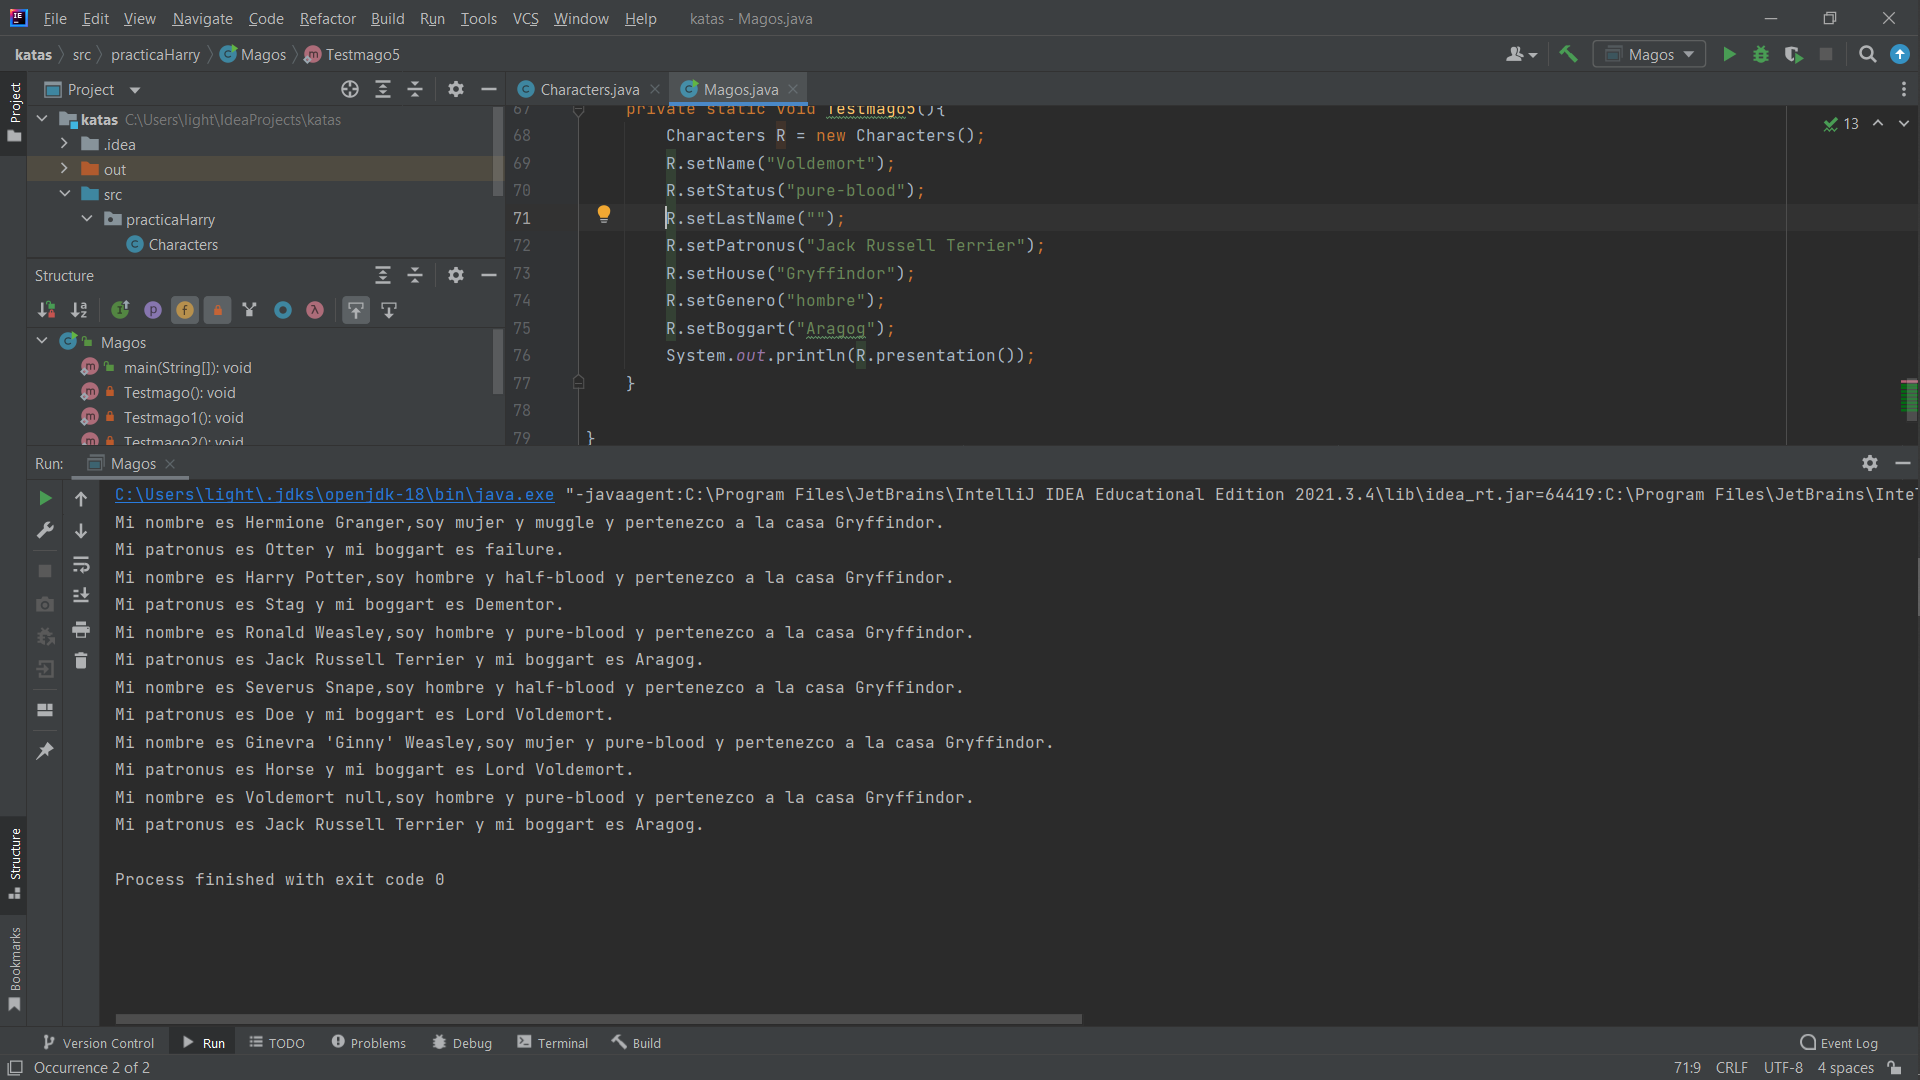 File Edit View Navigate Code Refactor Build Run Tools VCS Window Help katas - Magos.java
katas src practicaHarry Magos Testmago5
Magos
Project
Project
katas C:\Users\light\IdeaProjects\katas
.idea
out
src
practicaHarry
Characters
Structure
Magos
main(String[]): void
Testmago(): void
Testmago1(): void
Testmago2(): void
Characters.java Magos.java
13
67 private static void Testmago5(){
68 Characters R = new Characters();
69 R.setName("Voldemort");
70 R.setStatus("pure-blood");
71 R.setLastName("");
72 R.setPatronus("Jack Russell Terrier");
73 R.setHouse("Gryffindor");
74 R.setGenero("hombre");
75 R.setBoggart("Aragog");
76 System.out.println(R.presentation());
77 }
78
79 }
Run: Magos
C:\Users\light\.jdks\openjdk-18\bin\java.exe "-javaagent:C:\Program Files\JetBrains\IntelliJ IDEA Educational Edition 2021.3.4\lib\idea_rt.jar=64419:C:\Program Files\JetBrains\Intel
Mi nombre es Hermione Granger,soy mujer y muggle y pertenezco a la casa Gryffindor.
Mi patronus es Otter y mi boggart es failure.
Mi nombre es Harry Potter,soy hombre y half-blood y pertenezco a la casa Gryffindor.
Mi patronus es Stag y mi boggart es Dementor.
Mi nombre es Ronald Weasley,soy hombre y pure-blood y pertenezco a la casa Gryffindor.
Mi patronus es Jack Russell Terrier y mi boggart es Aragog.
Mi nombre es Severus Snape,soy hombre y half-blood y pertenezco a la casa Gryffindor.
Mi patronus es Doe y mi boggart es Lord Voldemort.
Mi nombre es Ginevra 'Ginny' Weasley,soy mujer y pure-blood y pertenezco a la casa Gryffindor.
Mi patronus es Horse y mi boggart es Lord Voldemort.
Mi nombre es Voldemort null,soy hombre y pure-blood y pertenezco a la casa Gryffindor.
Mi patronus es Jack Russell Terrier y mi boggart es Aragog.
Process finished with exit code 0
Structure
Bookmarks
Version Control Run TODO Problems Debug Terminal Build Event Log
Occurrence 2 of 2 71:9 CRLF UTF-8 4 spaces